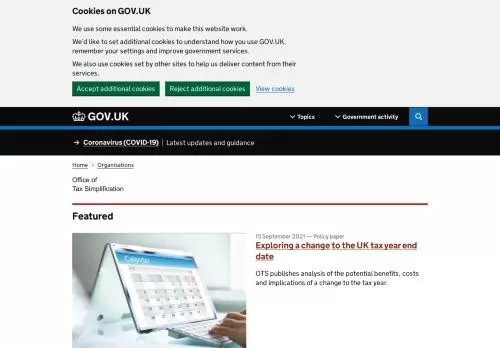 Cookies on GOV.UK
We use some essential cookies to make this website work.
We'd like to set additional cookies to understand how you use GOV.UK,
remember your settings and improve government services.
We also use cookies set by other sites to help us deliver content from their
services.
Accept additional cookies Reject additional cookies View cookies
GOV.UK Topics Government activity
→ Coronavirus (COVID-19) | Latest updates and guidance
Home > Organisations
Office of
Tax Simplification
Featured
15 September 2021 — Policy paper
Exploring a change to the UK tax year end
date
OTS publishes analysis of the potential benefits, costs
and implications of a change to the tax year.
Calendar